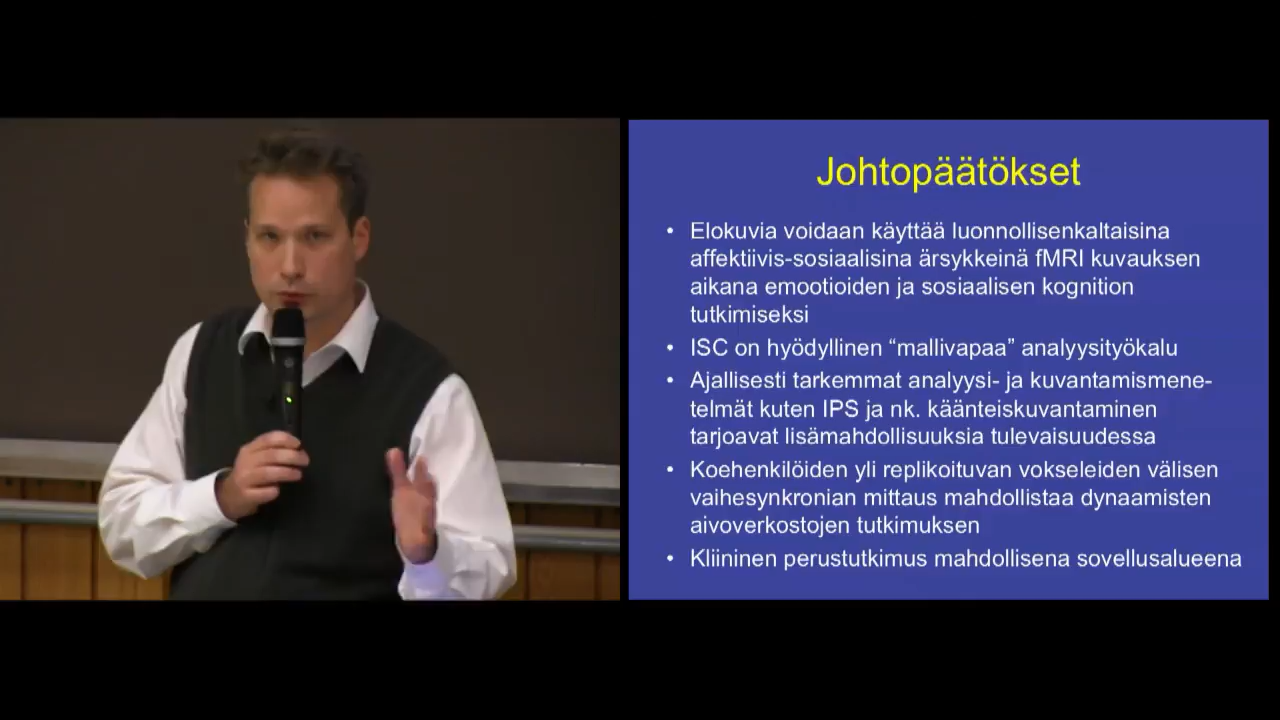 Johtopäätökset
• Elokuvia voidaan käyttää luonnollisenkaltaisina
affektiivis-sosiaalisina ärsykkeinä fMRI kuvauksen
aikana emootioiden ja sosiaalisen kognition
tutkimiseksi
• ISC on hyödyllinen “mallivapaa” analyysityökalu
• Ajallisesti tarkemmat analyysi- ja kuvantamismene-
telmät kuten IPS ja nk. käänteiskuvantaminen
tarjoavat lisämahdollisuuksia tulevaisuudessa
• Koehenkilöiden yli replikoituvan vokseleiden välisen
vaihesynkronian mittaus mahdollistaa dynaamisten
aivoverkostojen tutkimuksen
• Kliininen perustutkimus mahdollisena sovellusalueena